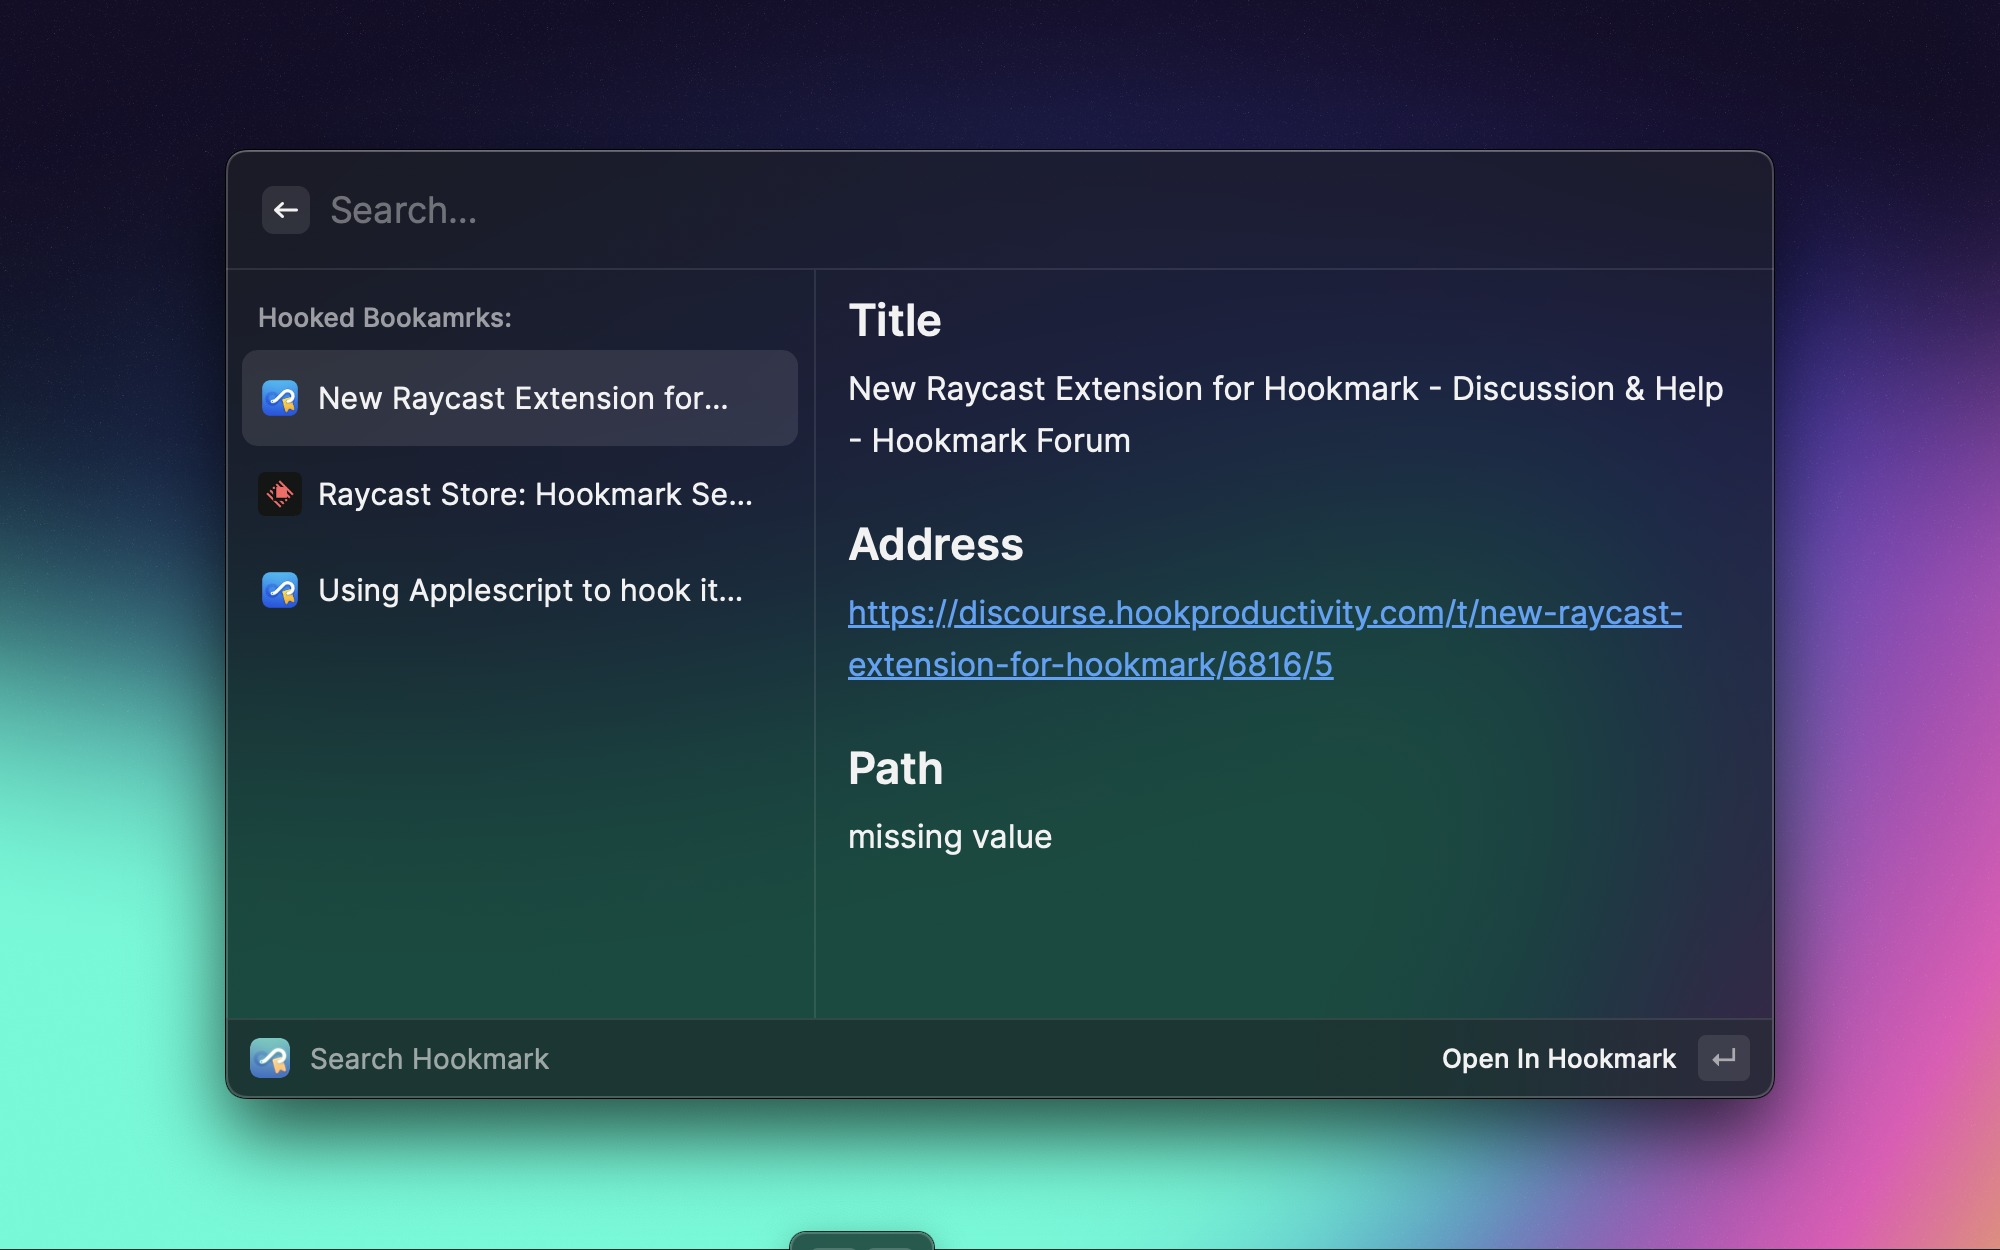 Search...
Hooked Bookamrks:
New Raycast Extension for...
Raycast Store: Hookmark Se...
Using Applescript to hook it...
Title
New Raycast Extension for Hookmark - Discussion & Help
- Hookmark Forum
Address
https://discourse.hookproductivity.com/t/new-raycast-
extension-for-hookmark/6816/5
Path
missing value
Search Hookmark
Open In Hookmark